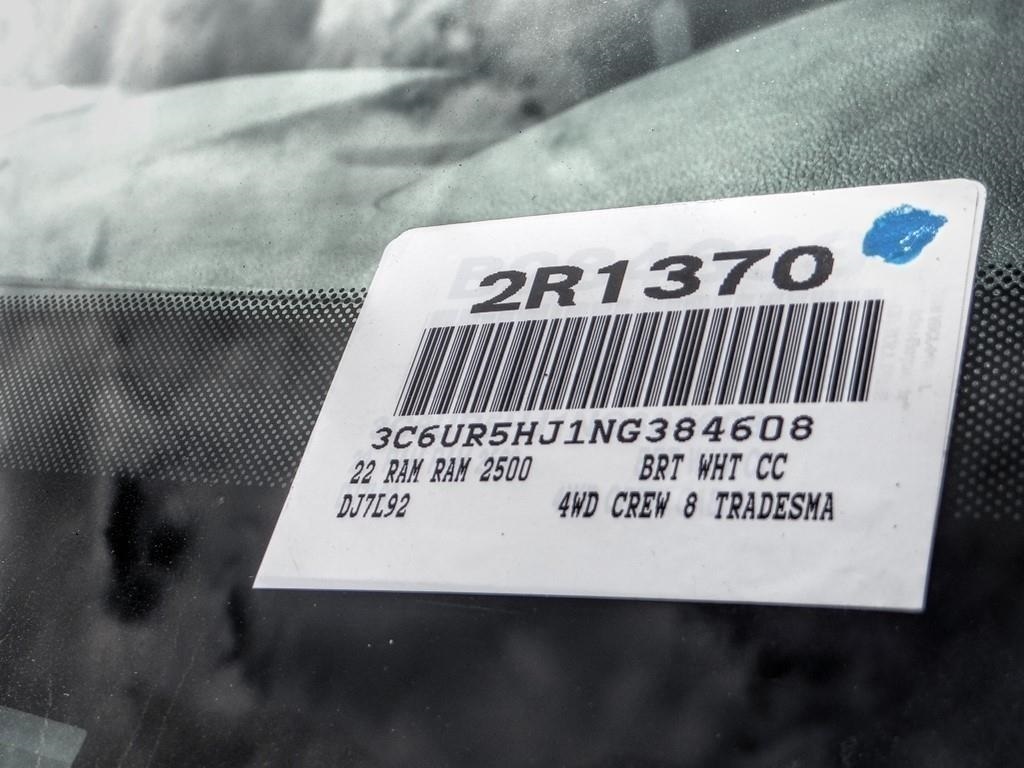 2R1370
3C6UR5HJ1NG384608
22 RAM RAM 2500 BRT WHT CC
DJ7L92 4WD CREW 8 TRADESMA